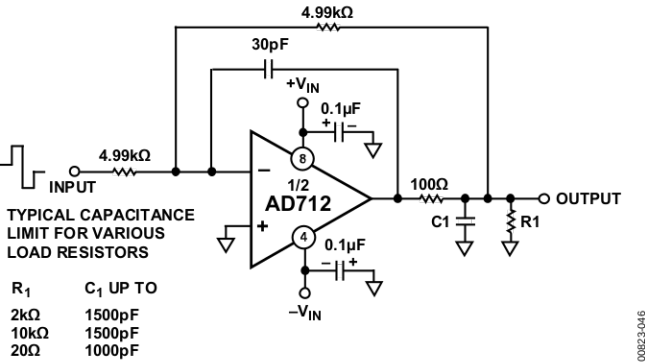 4.99kΩ
30pF
+V_IN
0.1µF
+ −
8
4.99kΩ
INPUT
−
1/2
AD712
+
100Ω
OUTPUT
C1
R1
4
0.1µF
− +
−V_IN
TYPICAL CAPACITANCE
LIMIT FOR VARIOUS
LOAD RESISTORS
R₁ C₁ UP TO
2kΩ 1500pF
10kΩ 1500pF
20Ω 1000pF
00823-046